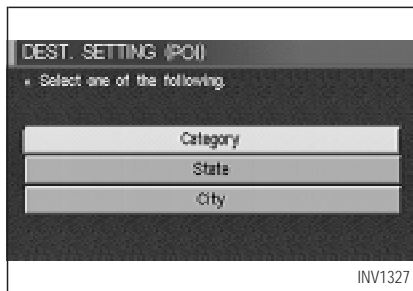 DEST. SETTING (POI)
Select one of the following.
Category
State
City
INV1327